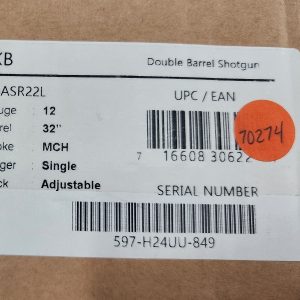 KB Double Barrel Shotgun
ASR22L UPC / EAN
uge : 12
rel : 32"
oke : MCH
ger : Single
ck : Adjustable
70274
7 16608 30622
SERIAL NUMBER
597-H24UU-849